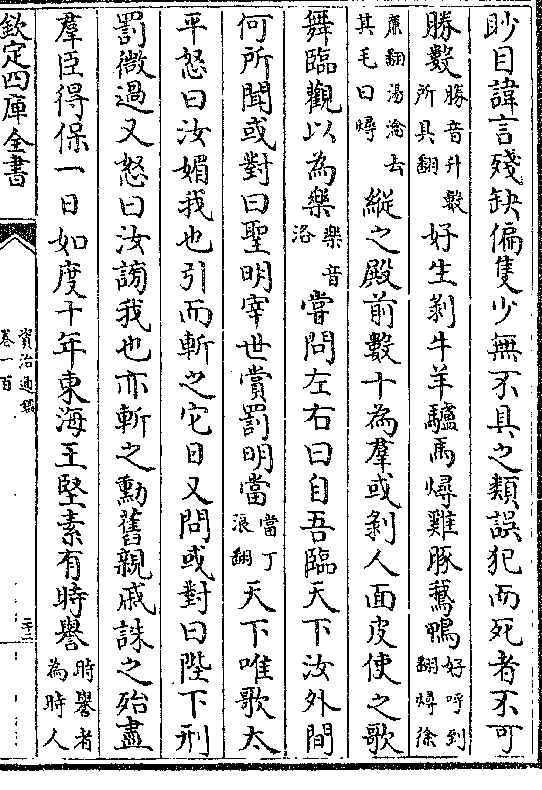 眇目諱言殘缺偏隻少無不具之類誤犯而死者不可
勝數勝音升數所具翻好生剝牛羊驢馬燖雞豚鵝鴨好呼到翻燖徐
亷翻湯瀹去其毛曰燖縱之殿前數十為羣或剝人面皮使之歌
舞臨觀以為樂樂音洛嘗問左右曰自吾臨天下汝外間
何所聞或對曰聖明宰世賞罰明當當丁浪翻天下唯歌太
平怒曰汝媚我也引而斬之它日又問或對曰陛下刑
罰微過又怒曰汝謗我也亦斬之勲舊親戚誅之殆盡
羣臣得保一日如度十年東海王堅素有時譽時譽者為時人
欽定四庫全書
資治通鑑
卷一百
二十二